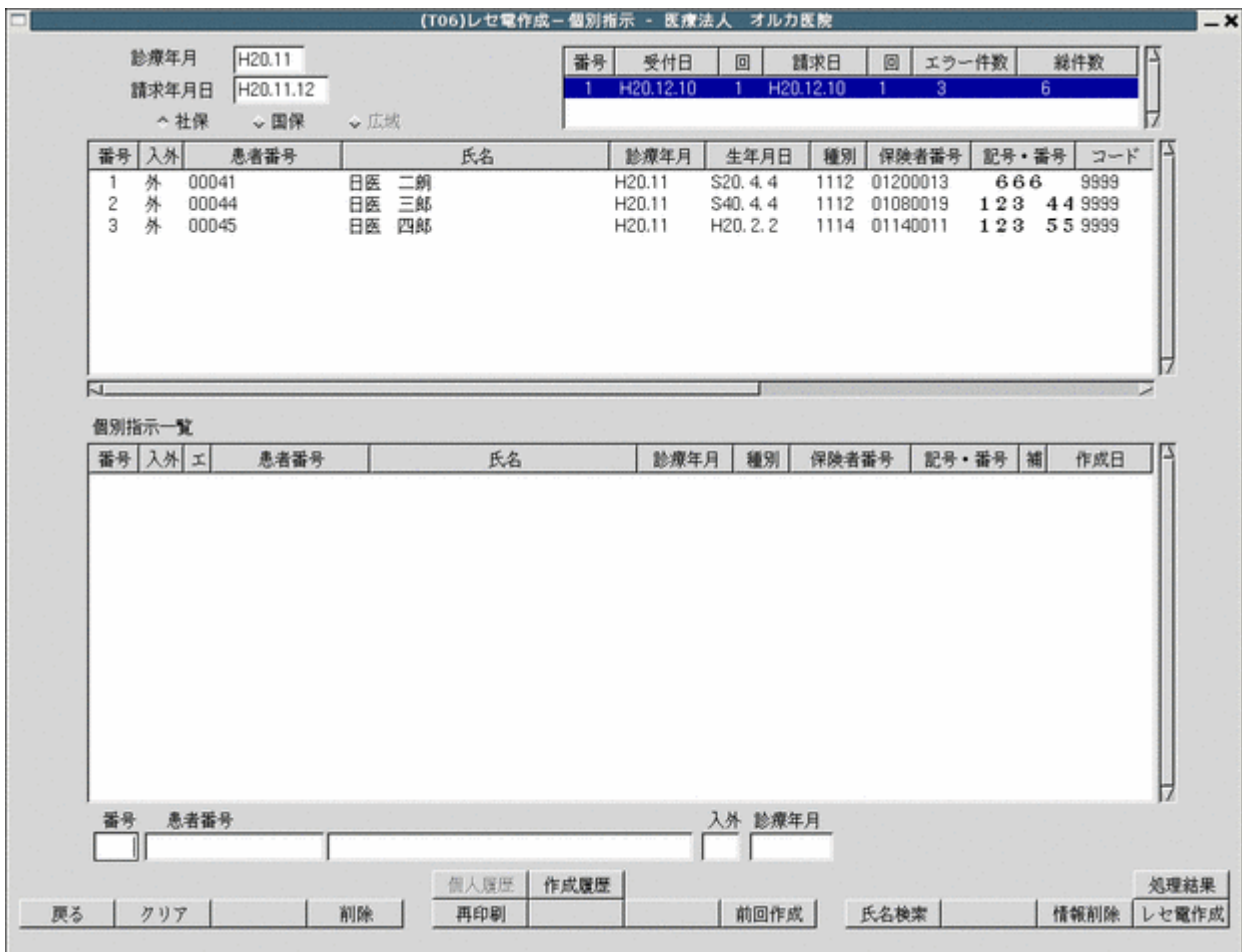 (T06)レセ電作成－個別指示 - 医療法人　オルカ医院
診療年月 H20.11
請求年月日 H20.11.12
社保 国保 広域
番号 受付日 回 請求日 回 エラー件数 総件数
1 H20.12.10 1 H20.12.10 1 3 6
番号 入外 患者番号 氏名 診療年月 生年月日 種別 保険者番号 記号・番号 コード
1 外 00041 日医　二朗 H20.11 S20. 4. 4 1112 01200013 ６６６ 9999
2 外 00044 日医　三郎 H20.11 S40. 4. 4 1112 01080019 １２３　４４ 9999
3 外 00045 日医　四郎 H20.11 H20. 2. 2 1114 01140011 １２３　５５ 9999
個別指示一覧
番号 入外 エ 患者番号 氏名 診療年月 種別 保険者番号 記号・番号 補 作成日
番号 患者番号 入外 診療年月
個人履歴 作成履歴 処理結果
戻る クリア 削除 再印刷 前回作成 氏名検索 情報削除 レセ電作成